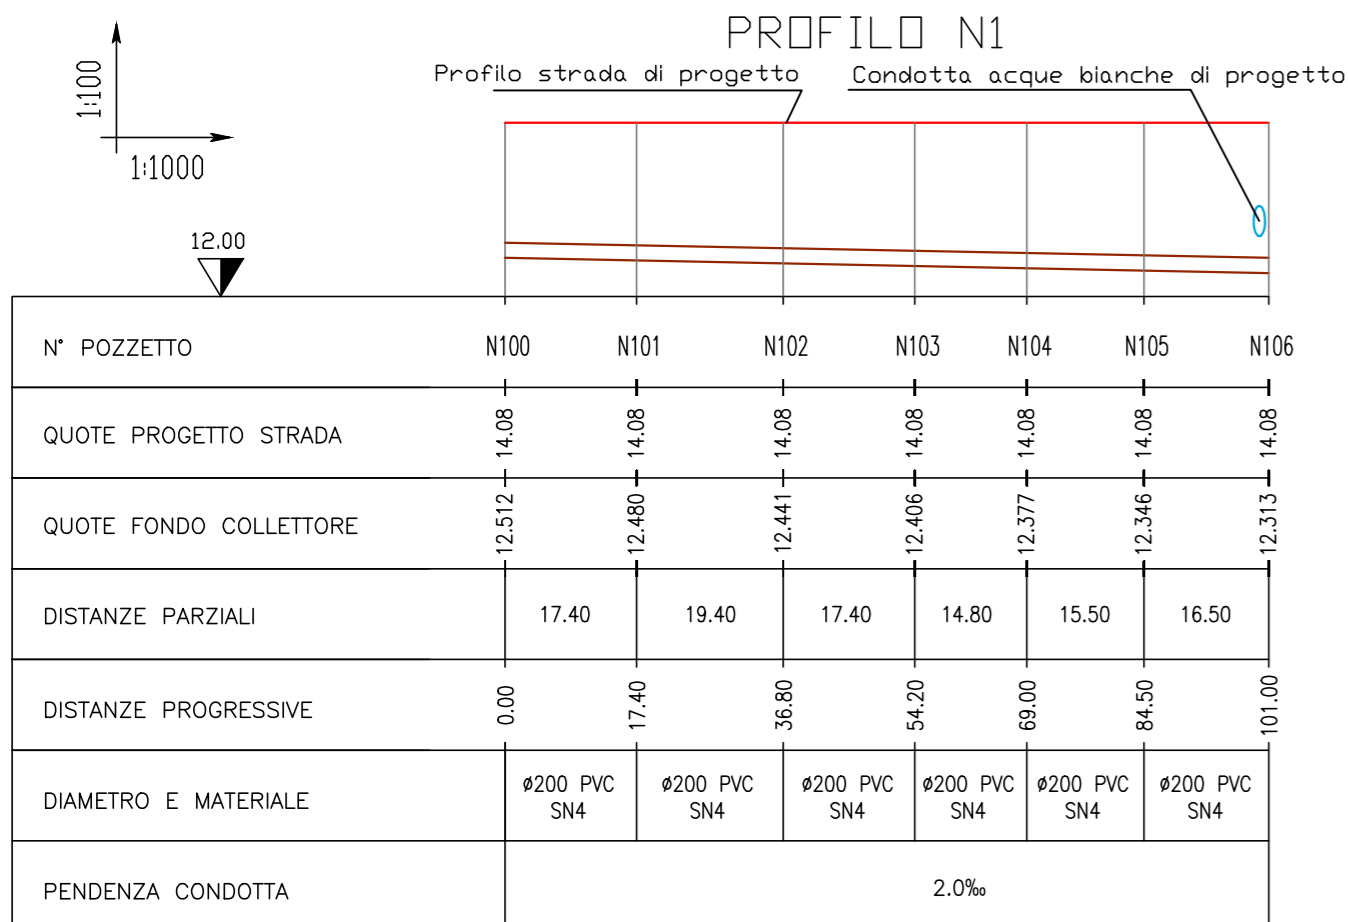 PROFILO N1
Profilo strada di progetto
Condotta acque bianche di progetto
1:100
1:1000
12.00
N° POZZETTO N100 N101 N102 N103 N104 N105 N106
QUOTE PROGETTO STRADA 14.08 14.08 14.08 14.08 14.08 14.08 14.08
QUOTE FONDO COLLETTORE 12.512 12.480 12.441 12.406 12.377 12.346 12.313
DISTANZE PARZIALI 17.40 19.40 17.40 14.80 15.50 16.50
DISTANZE PROGRESSIVE 0.00 17.40 36.80 54.20 69.00 84.50 101.00
DIAMETRO E MATERIALE ø200 PVC ø200 PVC ø200 PVC ø200 PVC ø200 PVC ø200 PVC
SN4 SN4 SN4 SN4 SN4 SN4
PENDENZA CONDOTTA 2.0‰